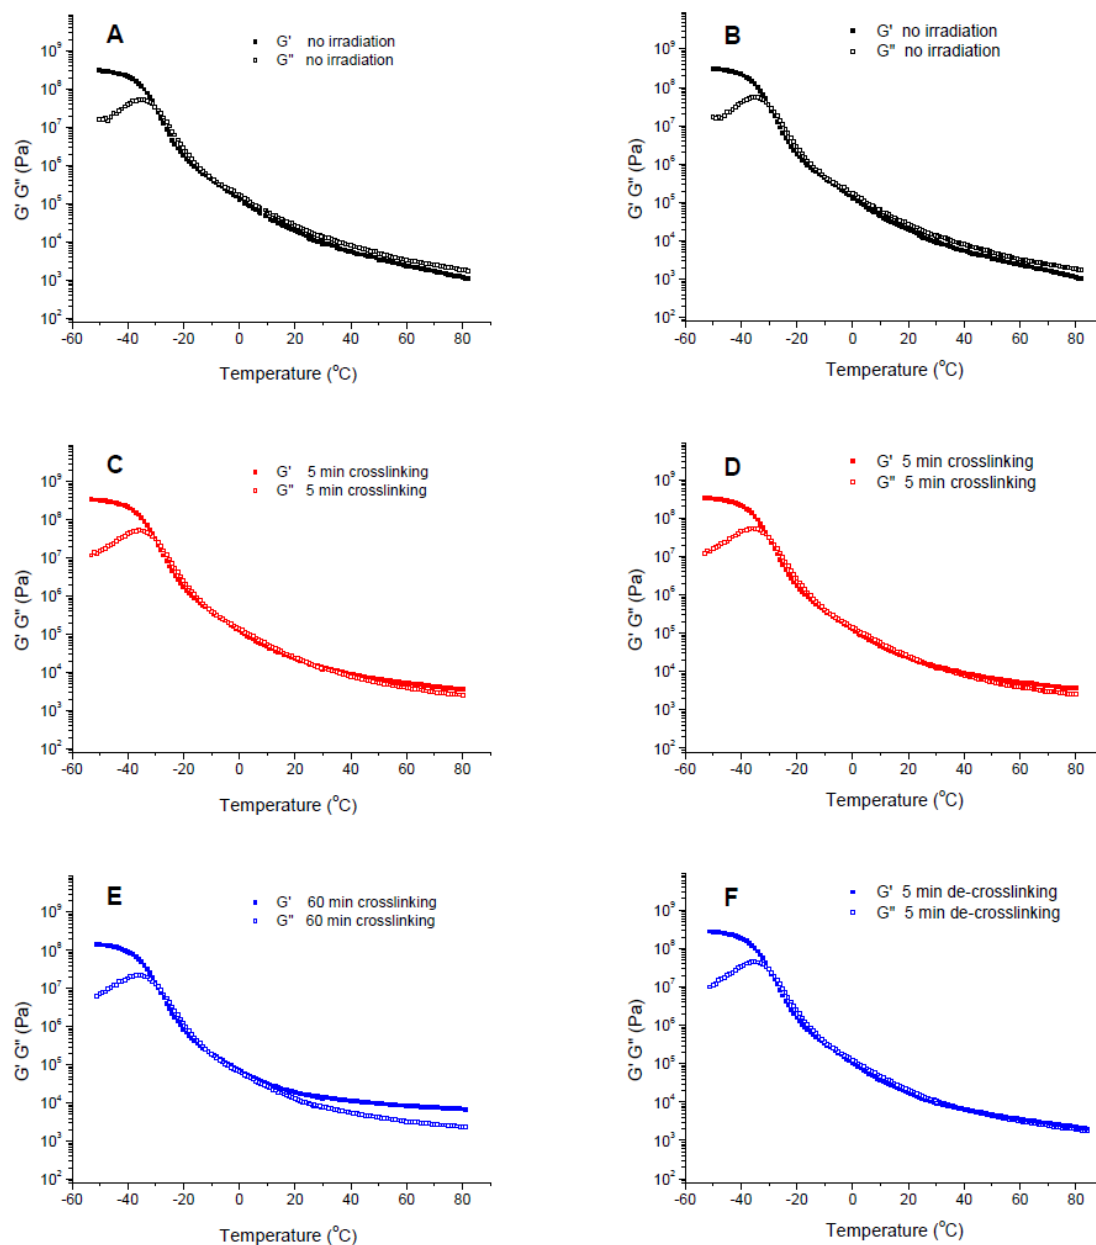 A
G' no irradiation
G" no irradiation
10⁹
10⁸
10⁷
10⁶
10⁵
10⁴
10³
10²
G' G" (Pa)
-60 -40 -20 0 20 40 60 80
Temperature (°C)
B
G' no irradiation
G" no irradiation
10⁹
10⁸
10⁷
10⁶
10⁵
10⁴
10³
10²
G' G" (Pa)
-60 -40 -20 0 20 40 60 80
Temperature (°C)
C
G' 5 min crosslinking
G" 5 min crosslinking
10⁹
10⁸
10⁷
10⁶
10⁵
10⁴
10³
10²
G' G" (Pa)
-60 -40 -20 0 20 40 60 80
Temperature (°C)
D
G' 5 min crosslinking
G" 5 min crosslinking
10⁹
10⁸
10⁷
10⁶
10⁵
10⁴
10³
10²
G' G" (Pa)
-60 -40 -20 0 20 40 60 80
Temperature (°C)
E
G' 60 min crosslinking
G" 60 min crosslinking
10⁹
10⁸
10⁷
10⁶
10⁵
10⁴
10³
10²
G' G" (Pa)
-60 -40 -20 0 20 40 60 80
Temperature (°C)
F
G' 5 min de-crosslinking
G" 5 min de-crosslinking
10⁹
10⁸
10⁷
10⁶
10⁵
10⁴
10³
10²
G' G" (Pa)
-60 -40 -20 0 20 40 60 80
Temperature (°C)